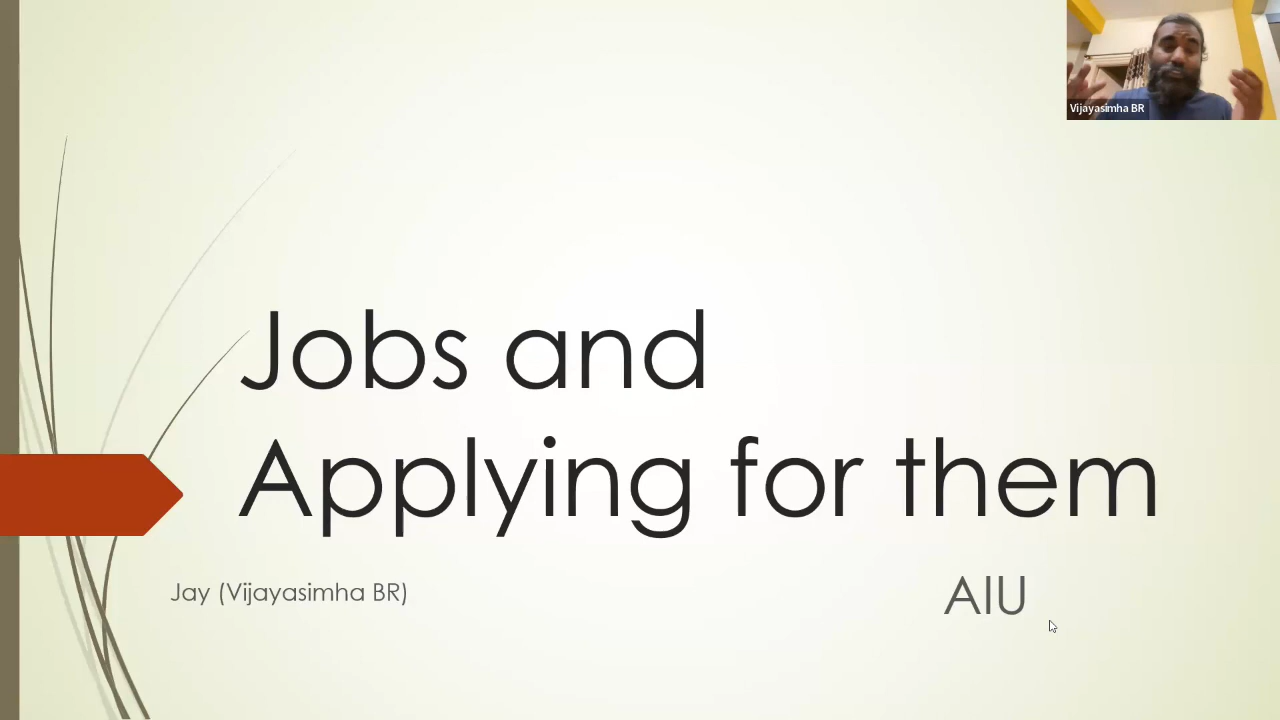 Vijayasimha BR
Jobs and
Applying for them
Jay (Vijayasimha BR)
AIU